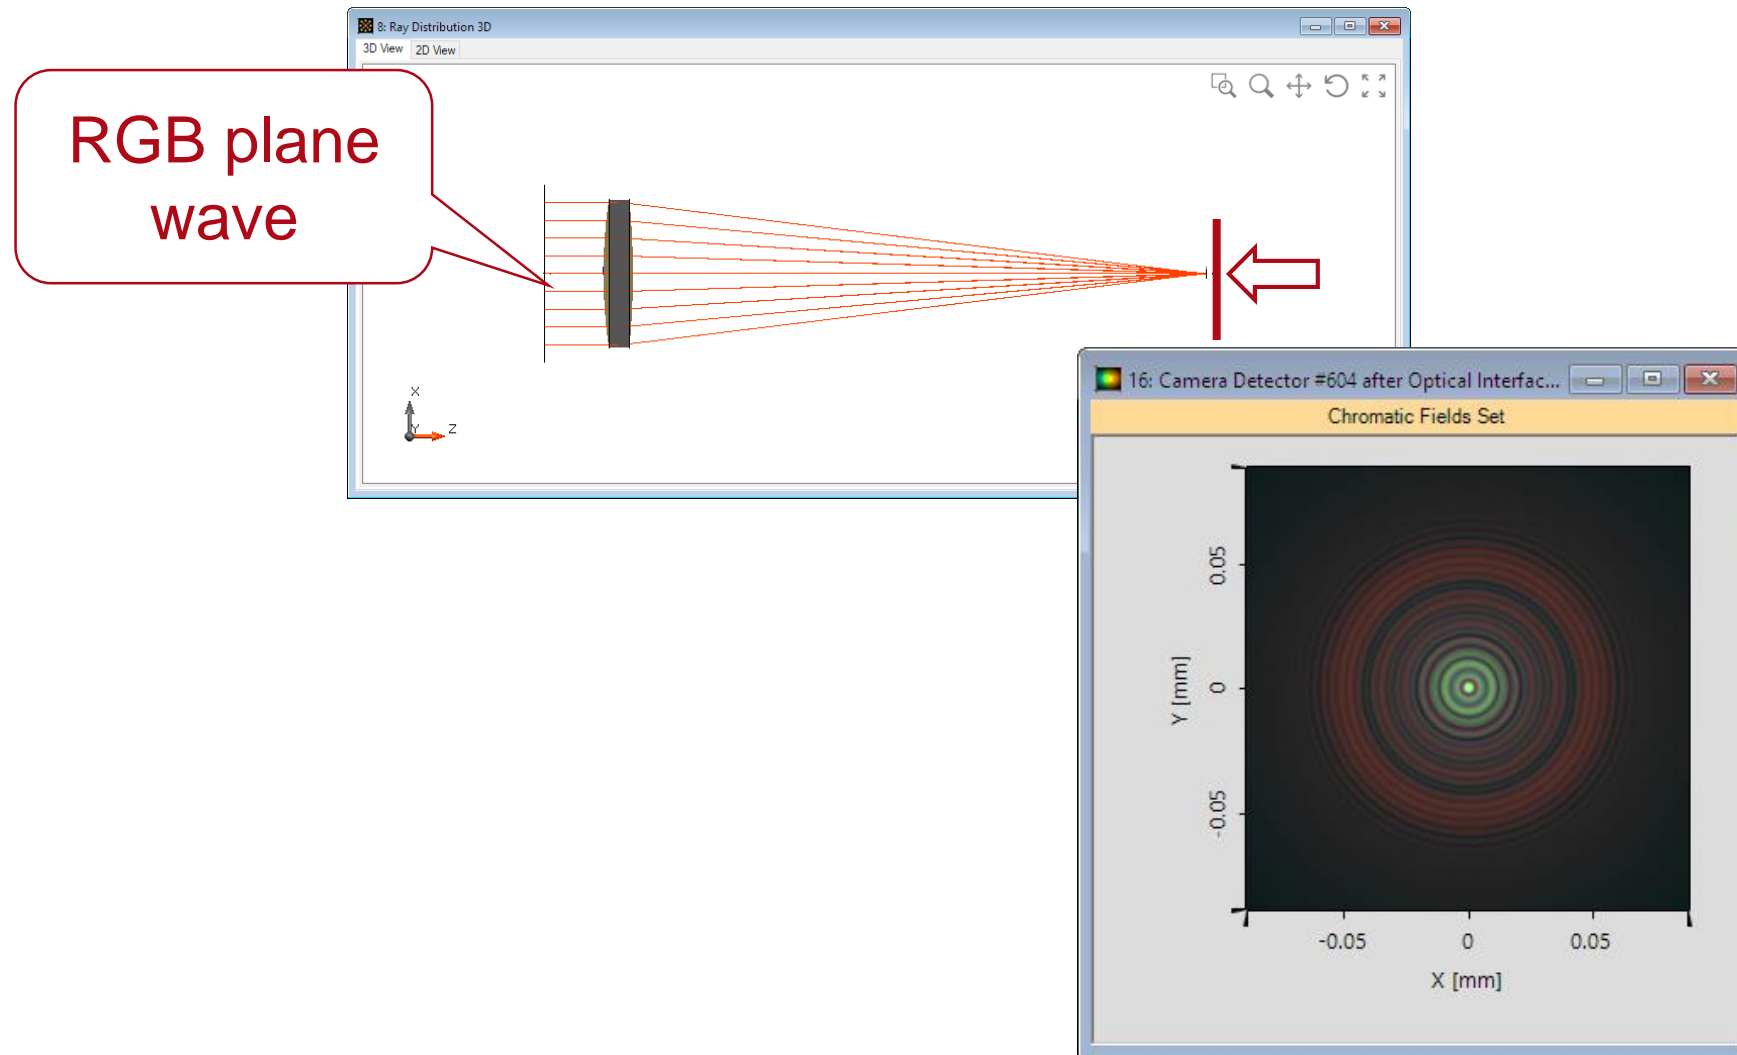 8: Ray Distribution 3D
3D View 2D View
RGB plane
wave
X
Y Z
16: Camera Detector #604 after Optical Interfac...
Chromatic Fields Set
0.05
0
-0.05
Y [mm]
-0.05 0 0.05
X [mm]